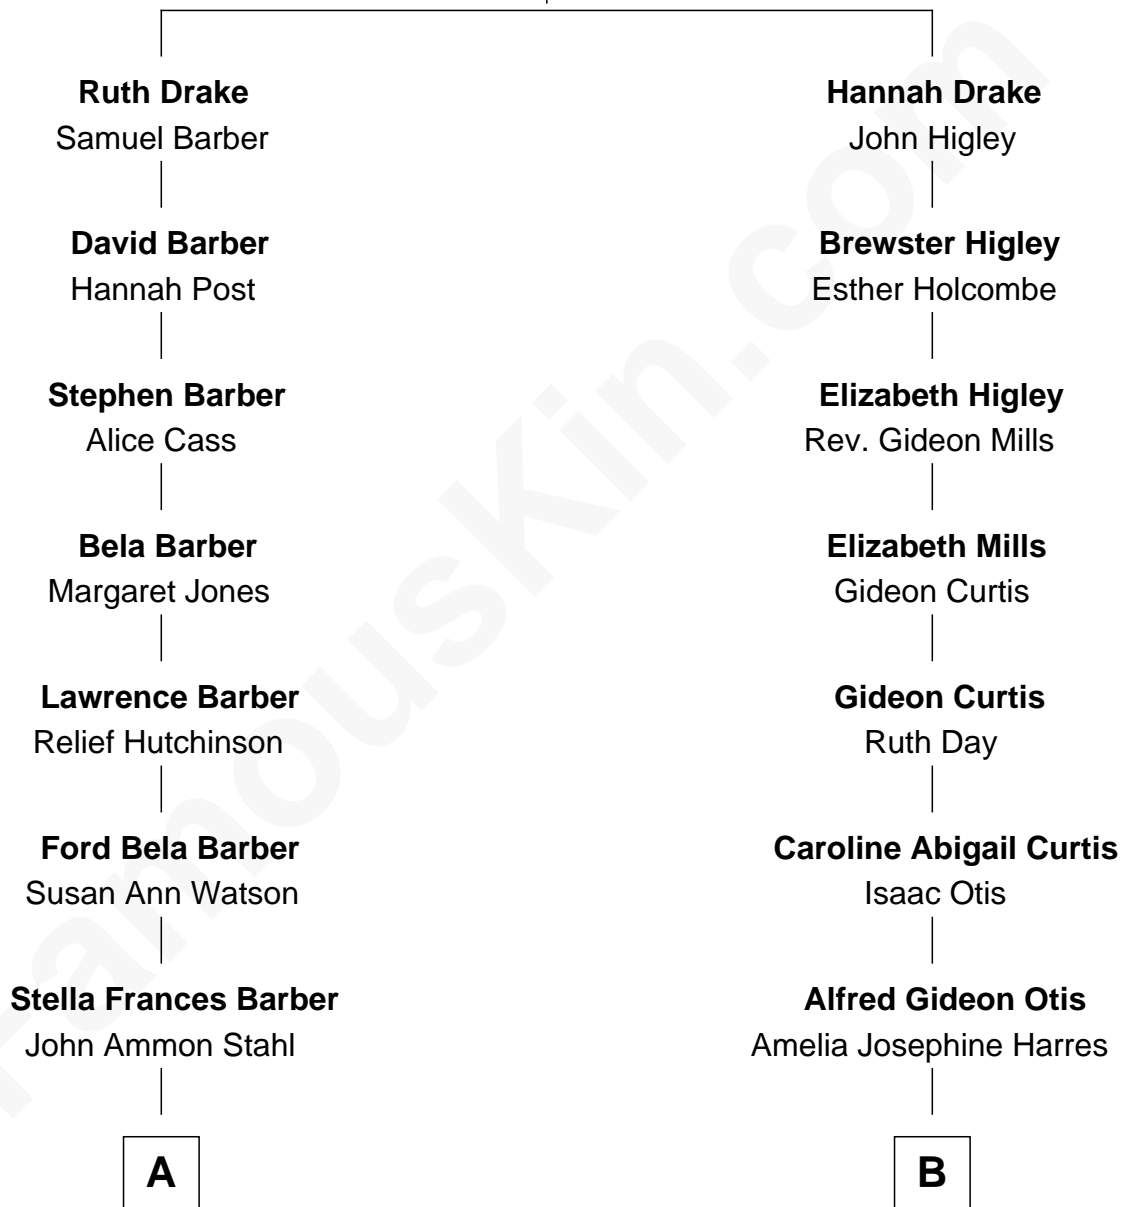 Ruth Drake
Samuel Barber
David Barber
Hannah Post
Stephen Barber
Alice Cass
Bela Barber
Margaret Jones
Lawrence Barber
Relief Hutchinson
Ford Bela Barber
Susan Ann Watson
Stella Frances Barber
John Ammon Stahl
A
Hannah Drake
John Higley
Brewster Higley
Esther Holcombe
Elizabeth Higley
Rev. Gideon Mills
Elizabeth Mills
Gideon Curtis
Gideon Curtis
Ruth Day
Caroline Abigail Curtis
Isaac Otis
Alfred Gideon Otis
Amelia Josephine Harres
B
FamousKin.com